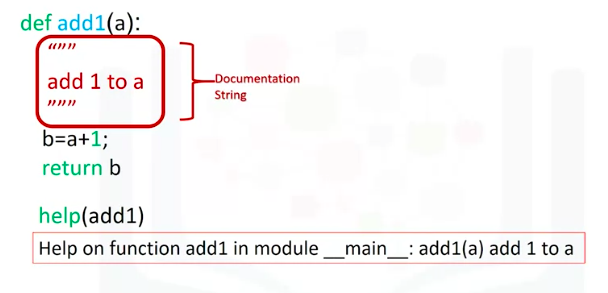 def add1(a):
“””
add 1 to a
”””
Documentation
String
b=a+1;
return b
help(add1)
Help on function add1 in module __main__: add1(a) add 1 to a